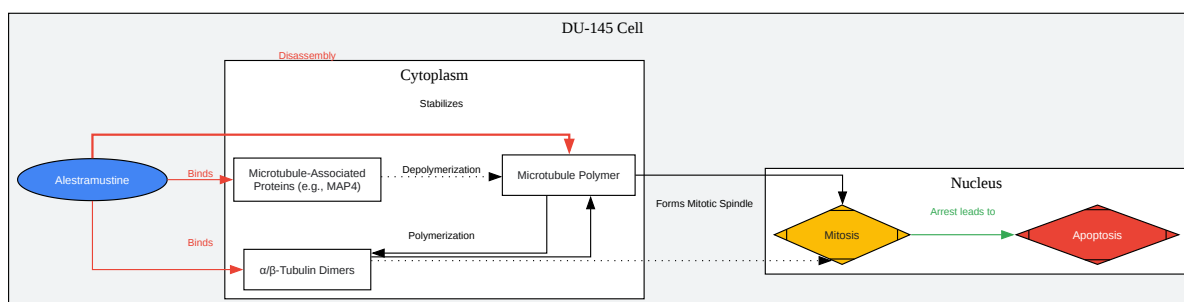 DU-145 Cell
Disassembly
Cytoplasm
Stabilizes
Alestramustine
Binds
Microtubule-Associated
Proteins (e.g., MAP4)
Depolymerization
Microtubule Polymer
Forms Mitotic Spindle
Nucleus
Mitosis
Arrest leads to
Apoptosis
Binds
Polymerization
α/β-Tubulin Dimers